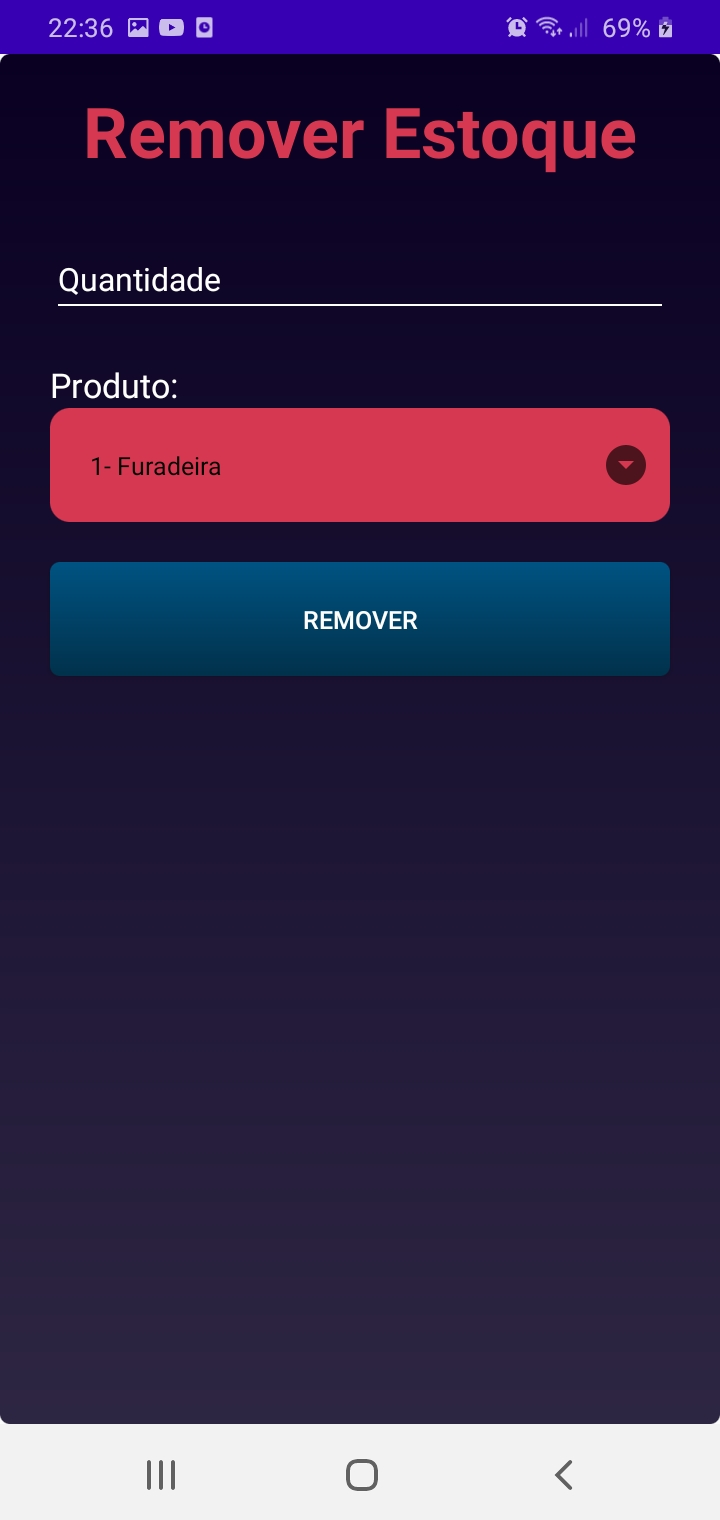 22:36 69%
Remover Estoque
Quantidade
Produto:
1- Furadeira
REMOVER